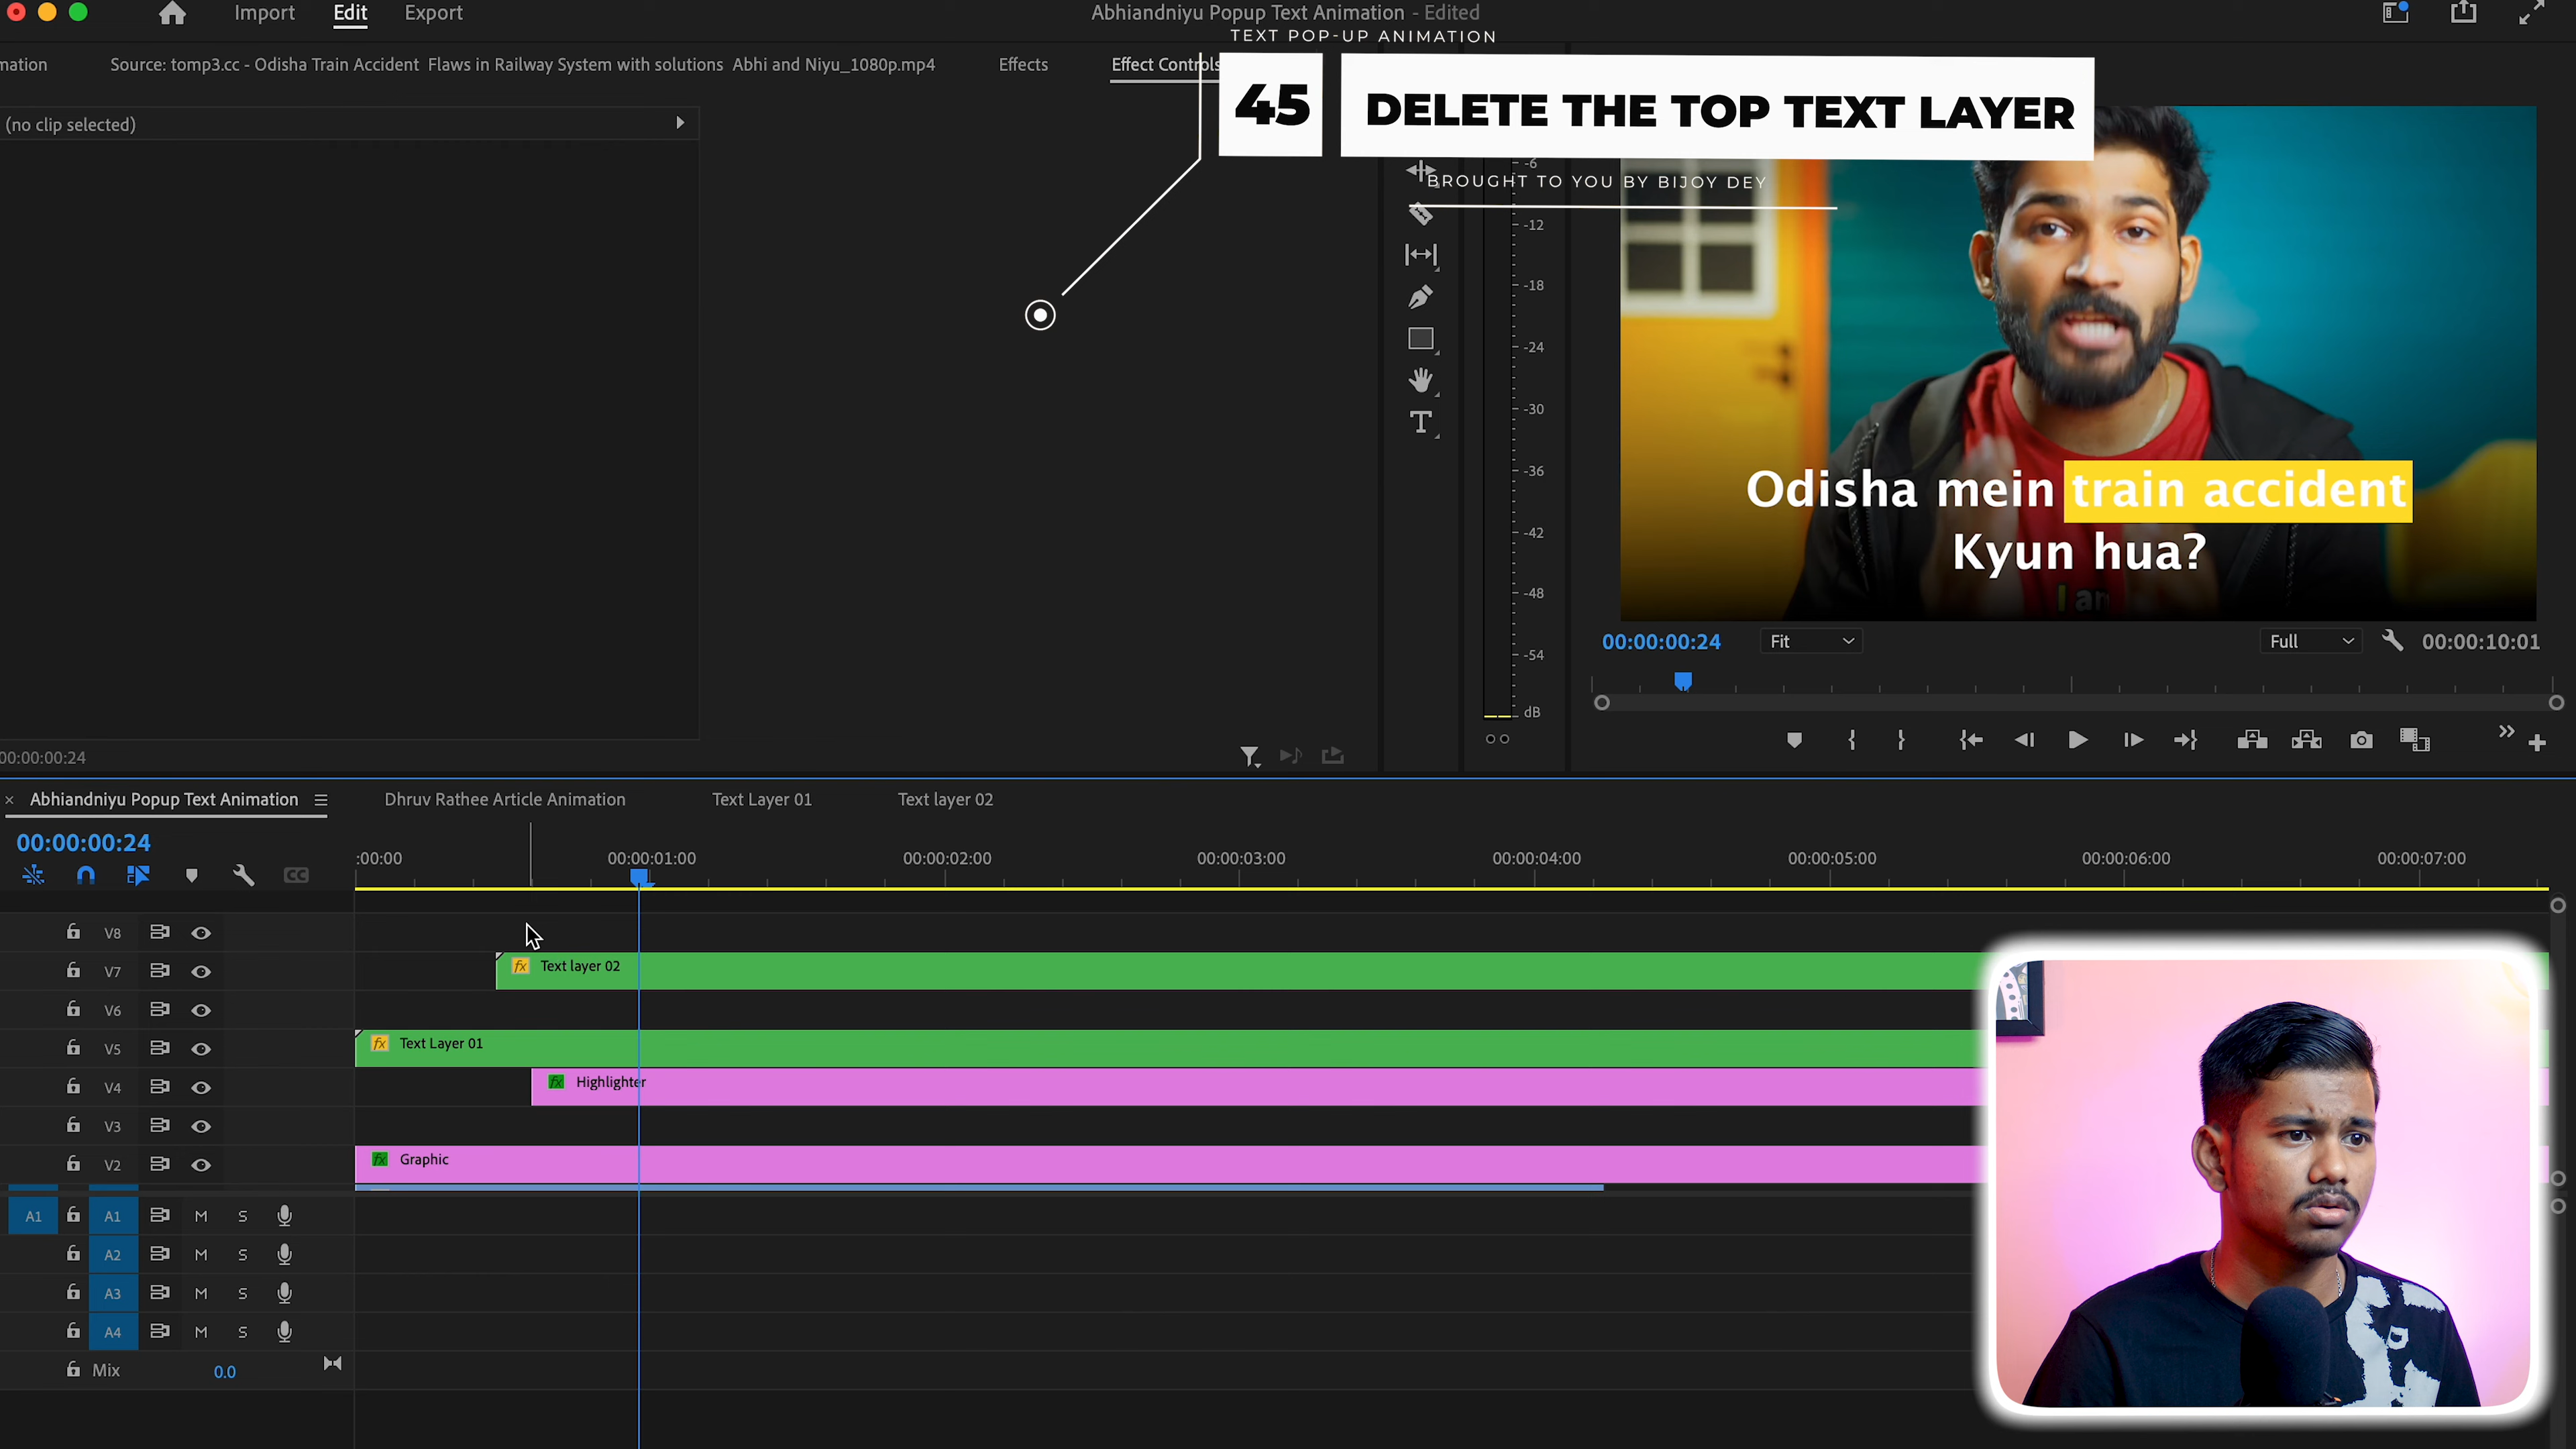 Import Edit Export
Abhiandniyu Popup Text Animation - Edited
TEXT POP-UP ANIMATION
mation Source: tomp3.cc - Odisha Train Accident Flaws in Railway System with solutions Abhi and Niyu_1080p.mp4 Effects Effect Controls
45 DELETE THE TOP TEXT LAYER
BROUGHT TO YOU BY BIJOY DEY
(no clip selected)
-6
-12
-18
-24
-30
-36
-42
-48
-54
dB
Odisha mein train accident
Kyun hua?
I am
00:00:00:24 Fit Full 00:00:10:01
00:00:00:24
× Abhiandniyu Popup Text Animation Dhruv Rathee Article Animation Text Layer 01 Text layer 02
00:00:00:24
CC
:00:00 00:00:01:00 00:00:02:00 00:00:03:00 00:00:04:00 00:00:05:00 00:00:06:00 00:00:07:00
V8
V7 fx Text layer 02
V6
V5 fx Text Layer 01
V4 fx Highlighter
V3
V2 fx Graphic
A1 A1 M S
A2 M S
A3 M S
A4 M S
Mix 0.0